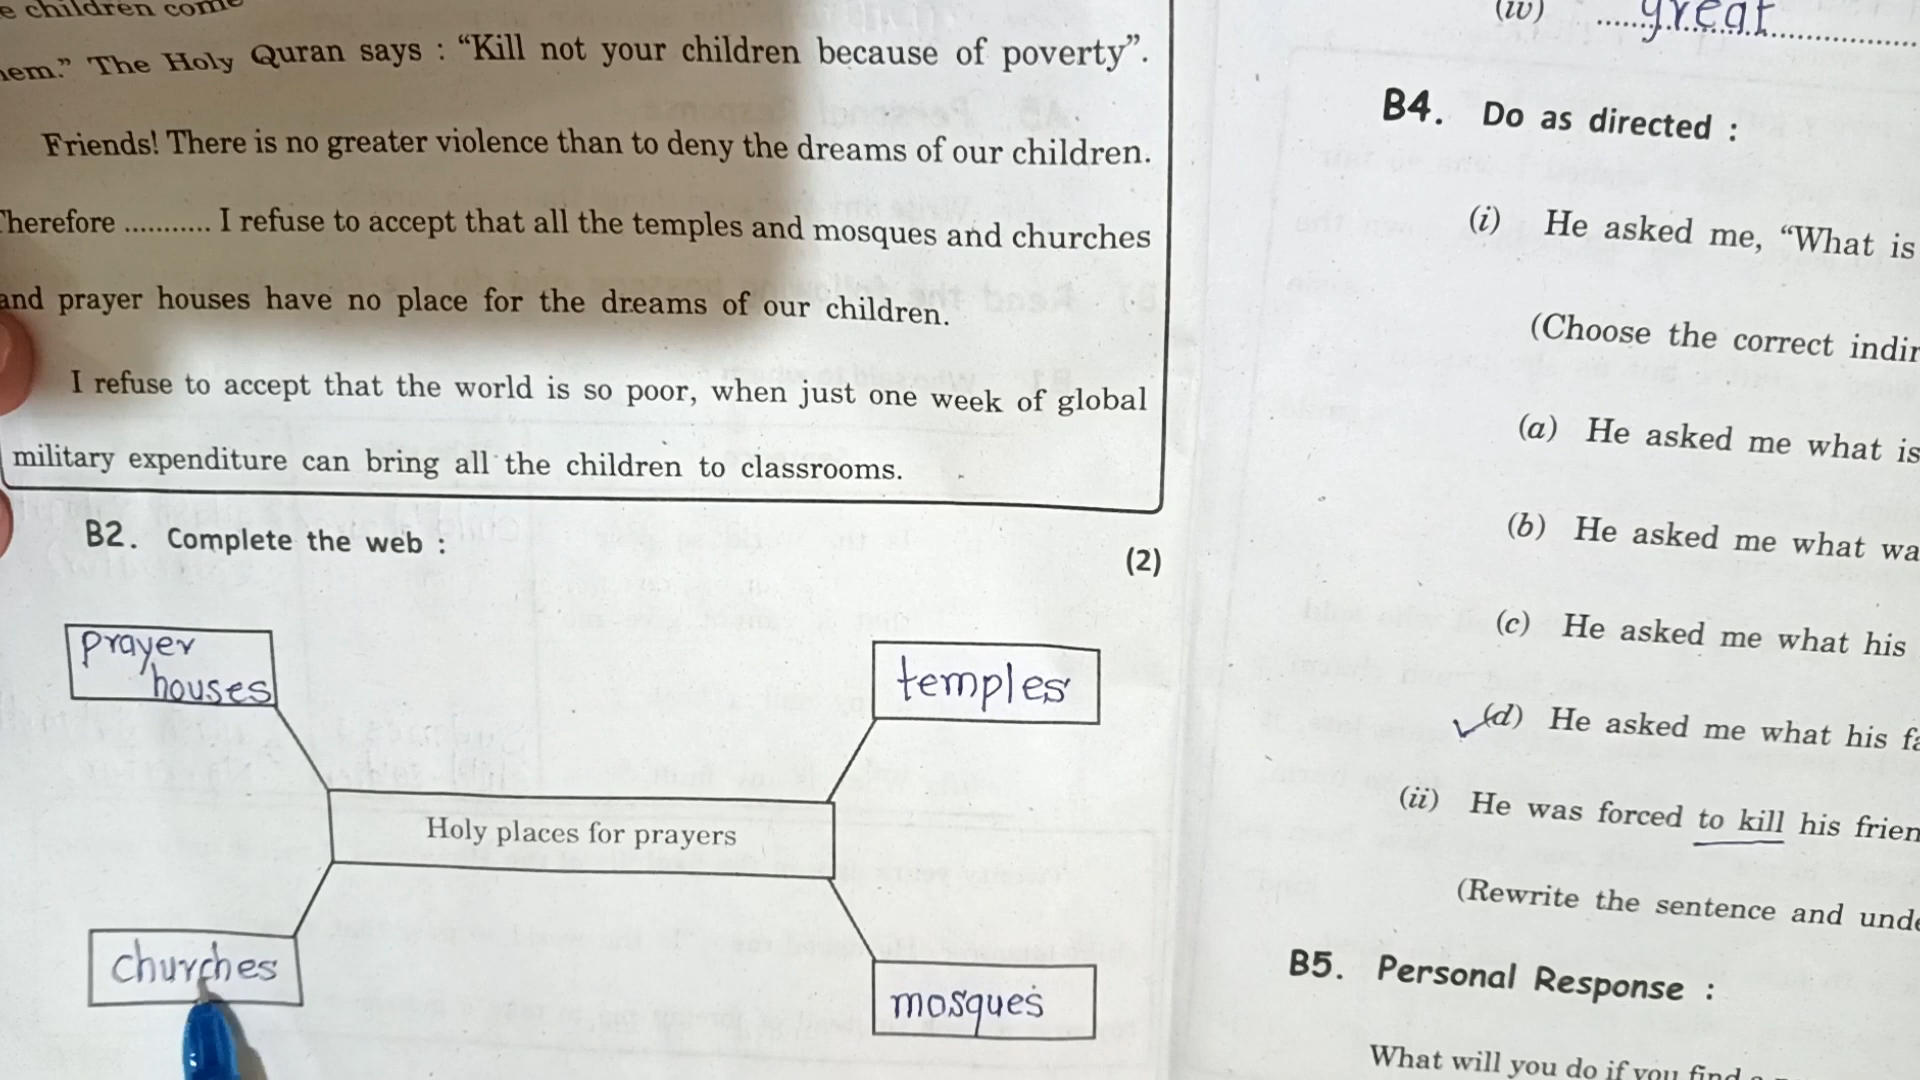 e children come
em." The Holy Quran says : "Kill not your children because of poverty".
Friends! There is no greater violence than to deny the dreams of our children.
Therefore ........... I refuse to accept that all the temples and mosques and churches
and prayer houses have no place for the dreams of our children.
I refuse to accept that the world is so poor, when just one week of global
military expenditure can bring all the children to classrooms.
B2. Complete the web :
(2)
prayer
houses
temples
Holy places for prayers
churches
mosques
(iv) ......great......
B4. Do as directed :
(i) He asked me, "What is
(Choose the correct indir
(a) He asked me what is
(b) He asked me what wa
(c) He asked me what his
(d) He asked me what his fa
(ii) He was forced to kill his frien
(Rewrite the sentence and unde
B5. Personal Response :
What will you do if you find a